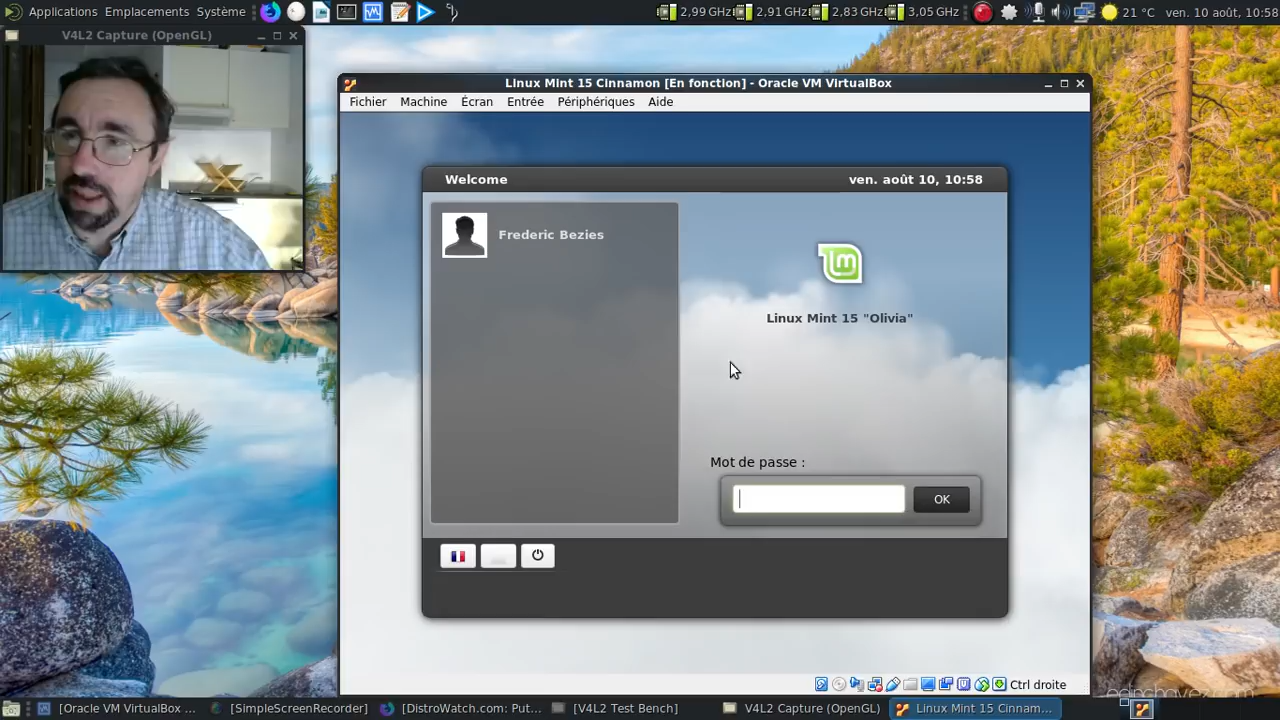 Applications Emplacements Système
2,99 GHz 2,91 GHz 2,83 GHz 3,05 GHz
21 °C ven. 10 août, 10:58
V4L2 Capture (OpenGL)
Linux Mint 15 Cinnamon [En fonction] - Oracle VM VirtualBox
Fichier Machine Écran Entrée Périphériques Aide
Welcome
ven. août 10, 10:58
Frederic Bezies
Linux Mint 15 "Olivia"
Mot de passe :
OK
Ctrl droite
[Oracle VM VirtualBox ... [SimpleScreenRecorder] [DistroWatch.com: Put... [V4L2 Test Bench] V4L2 Capture (OpenGL) Linux Mint 15 Cinnam...